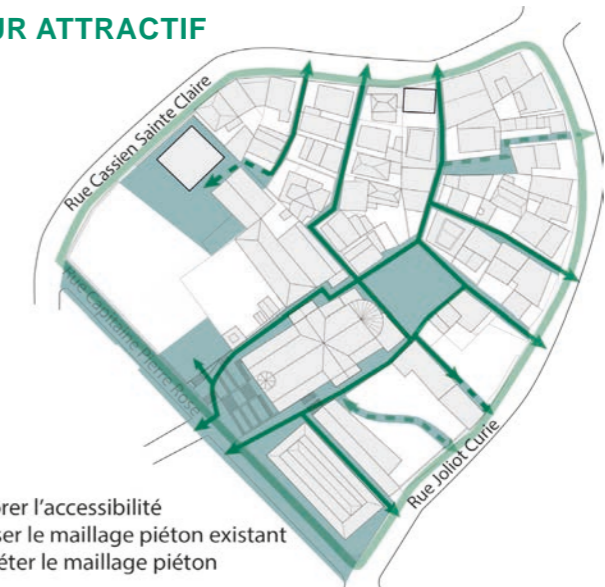 UR ATTRACTIF
Rue Cassien Sainte Claire
Rue Capitaine Pierre Rose
Rue Joliot Curie
rer l'accessibilité
ser le maillage piéton existant
éter le maillage piéton